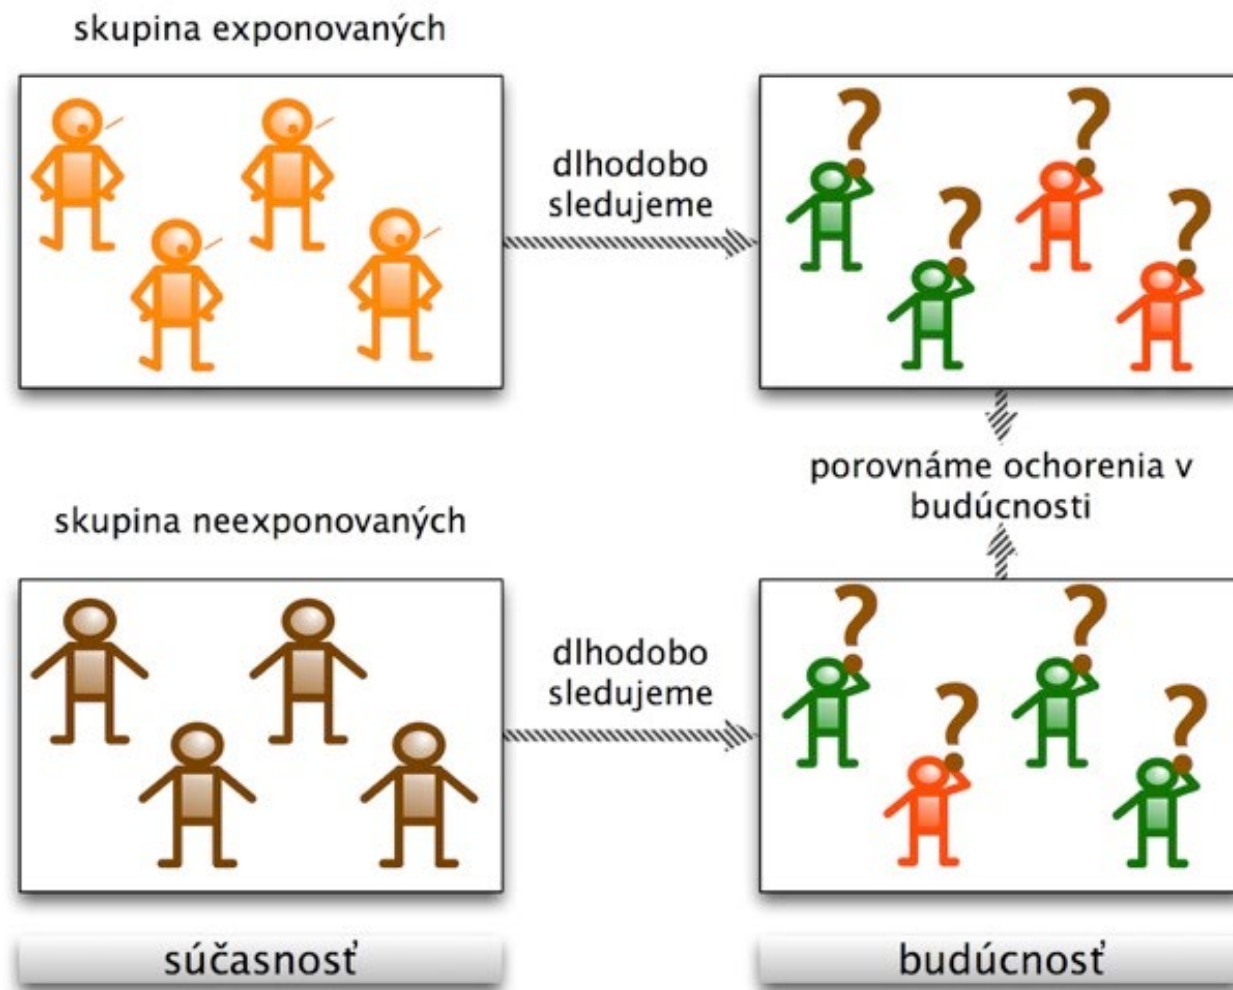 skupina exponovaných
dlhodobo
sledujeme
?
?
?
?
porovnáme ochorenia v
budúcnosti
skupina neexponovaných
dlhodobo
sledujeme
?
?
?
?
súčasnosť
budúcnosť